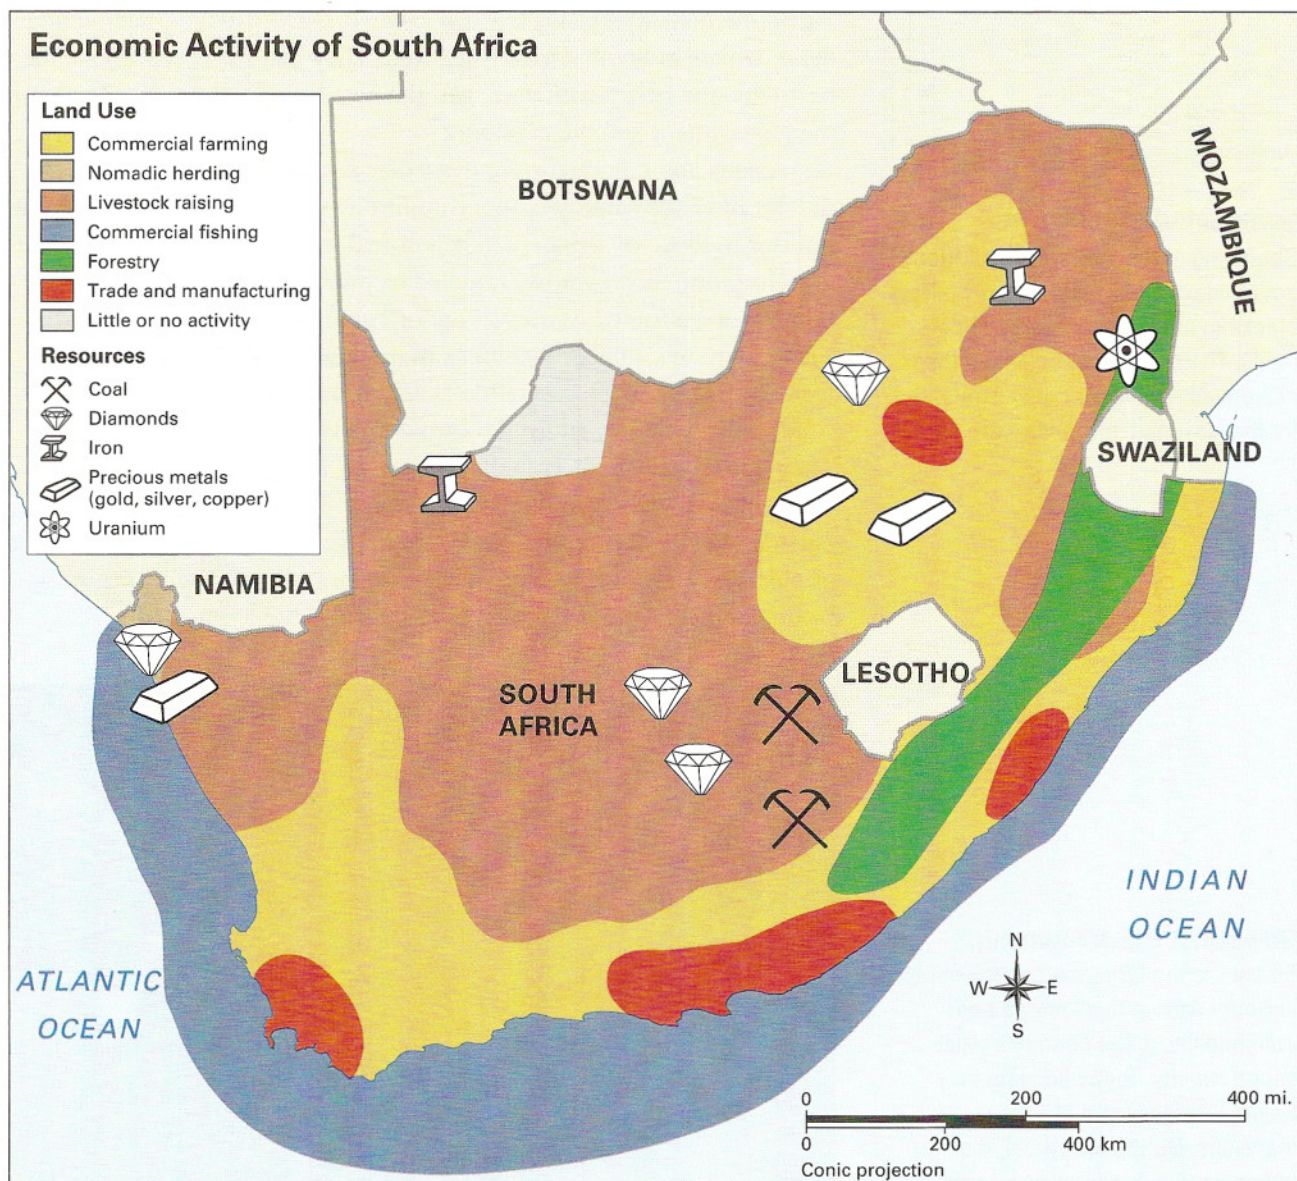 Economic Activity of South Africa
Land Use
Commercial farming
Nomadic herding
Livestock raising
Commercial fishing
Forestry
Trade and manufacturing
Little or no activity
Resources
Coal
Diamonds
Iron
Precious metals
(gold, silver, copper)
Uranium
BOTSWANA
MOZAMBIQUE
SWAZILAND
NAMIBIA
LESOTHO
SOUTH
AFRICA
INDIAN
OCEAN
ATLANTIC
OCEAN
N
W E
S
0 200 400 mi.
0 200 400 km
Conic projection